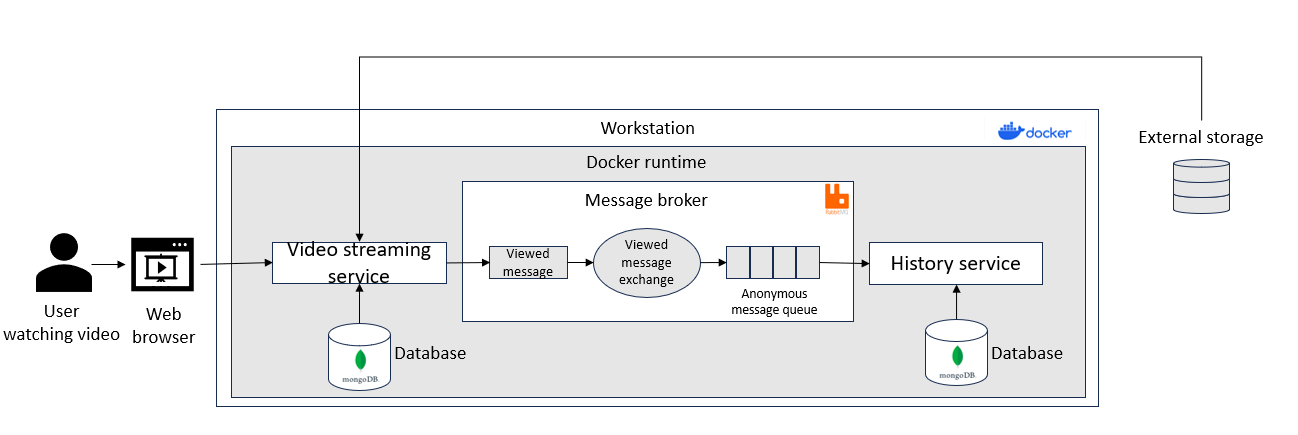 Workstation
docker
External storage
Docker runtime
Message broker
RabbitMQ
Video streaming
service
Viewed
message
Viewed
message
exchange
History service
Anonymous
message queue
User
watching video
Web
browser
Database
mongoDB
Database
mongoDB